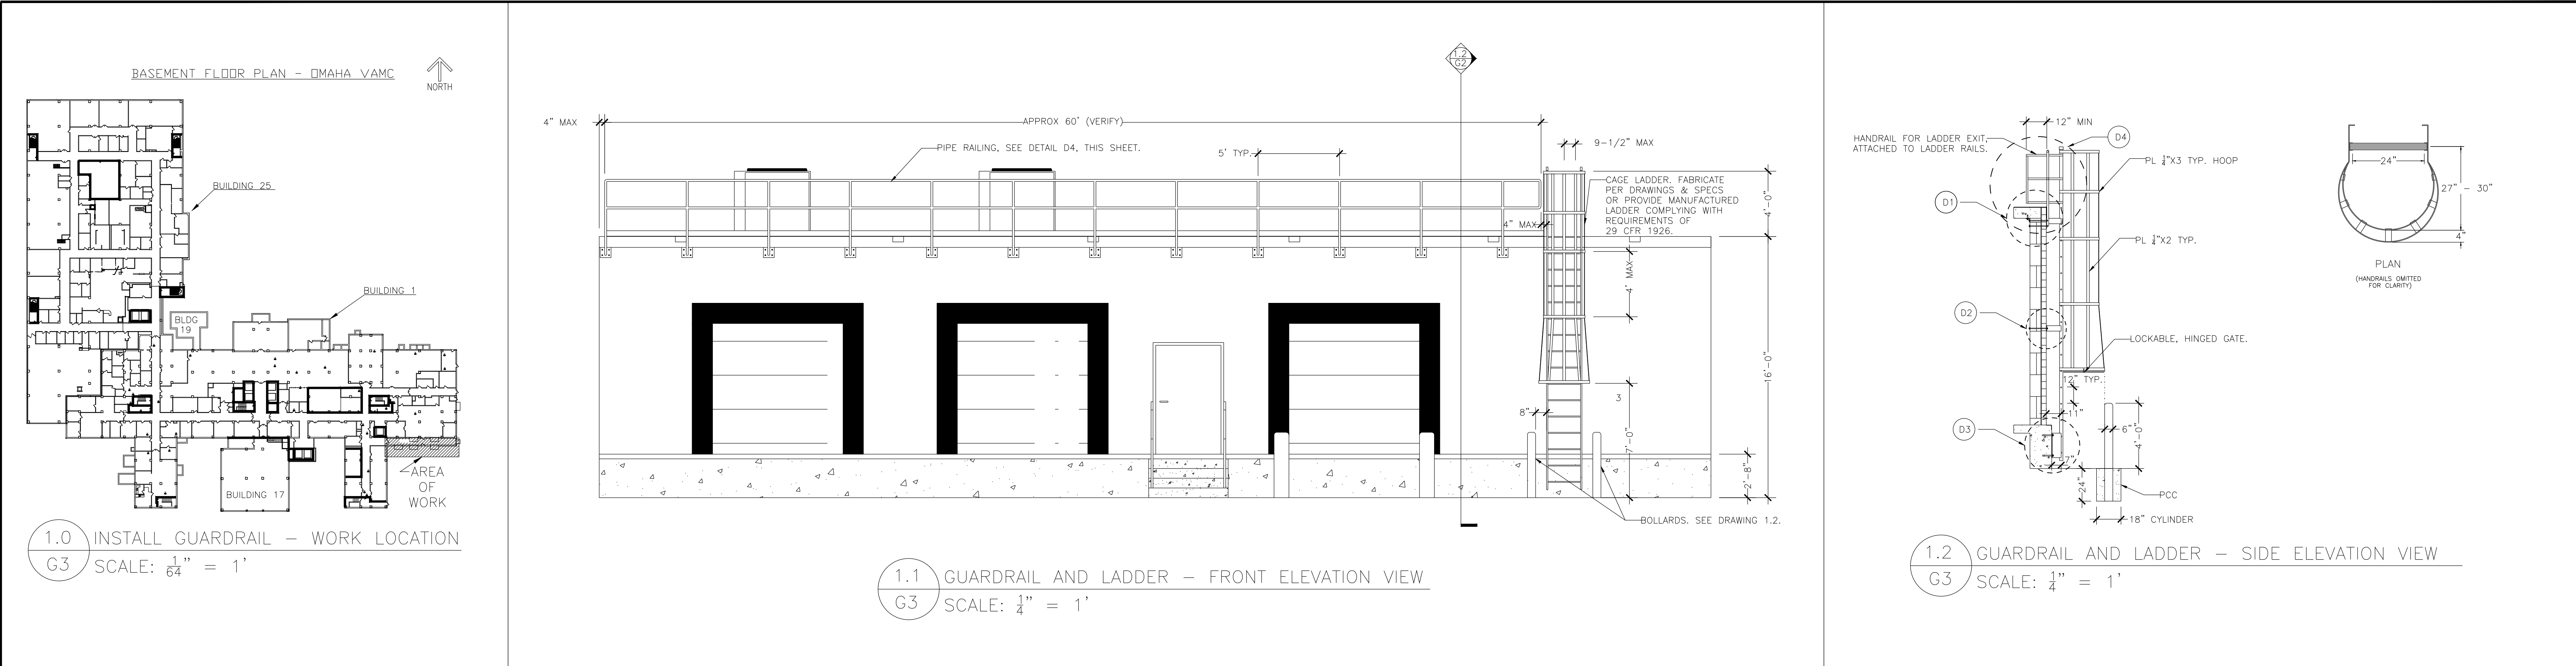 BASEMENT FLOOR PLAN - OMAHA VAMC
NORTH
BUILDING 25
BUILDING 1
BLDG
19
BUILDING 17
AREA
OF
WORK
1.0
G3
INSTALL GUARDRAIL - WORK LOCATION
SCALE: 1/64" = 1'
1.2
G2
4" MAX
APPROX 60' (VERIFY)
PIPE RAILING, SEE DETAIL D4, THIS SHEET.
5' TYP.
9-1/2" MAX
CAGE LADDER. FABRICATE
PER DRAWINGS & SPECS
OR PROVIDE MANUFACTURED
LADDER COMPLYING WITH
REQUIREMENTS OF
29 CFR 1926.
4" MAX
4'-0"
4' MAX
16'-0"
3
8"
7'-0"
2'-8"
BOLLARDS. SEE DRAWING 1.2.
1.1
G3
GUARDRAIL AND LADDER - FRONT ELEVATION VIEW
SCALE: 1/4" = 1'
12" MIN
HANDRAIL FOR LADDER EXIT,
ATTACHED TO LADDER RAILS.
D4
PL 1/4"X3 TYP. HOOP
D1
PL 1/4"X2 TYP.
D2
LOCKABLE, HINGED GATE.
12" TYP.
1'1"
D3
6"
4'-0"
7"
24"
PCC
18" CYLINDER
24"
27" - 30"
4"
PLAN
(HANDRAILS OMITTED
FOR CLARITY)
1.2
G3
GUARDRAIL AND LADDER - SIDE ELEVATION VIEW
SCALE: 1/4" = 1'